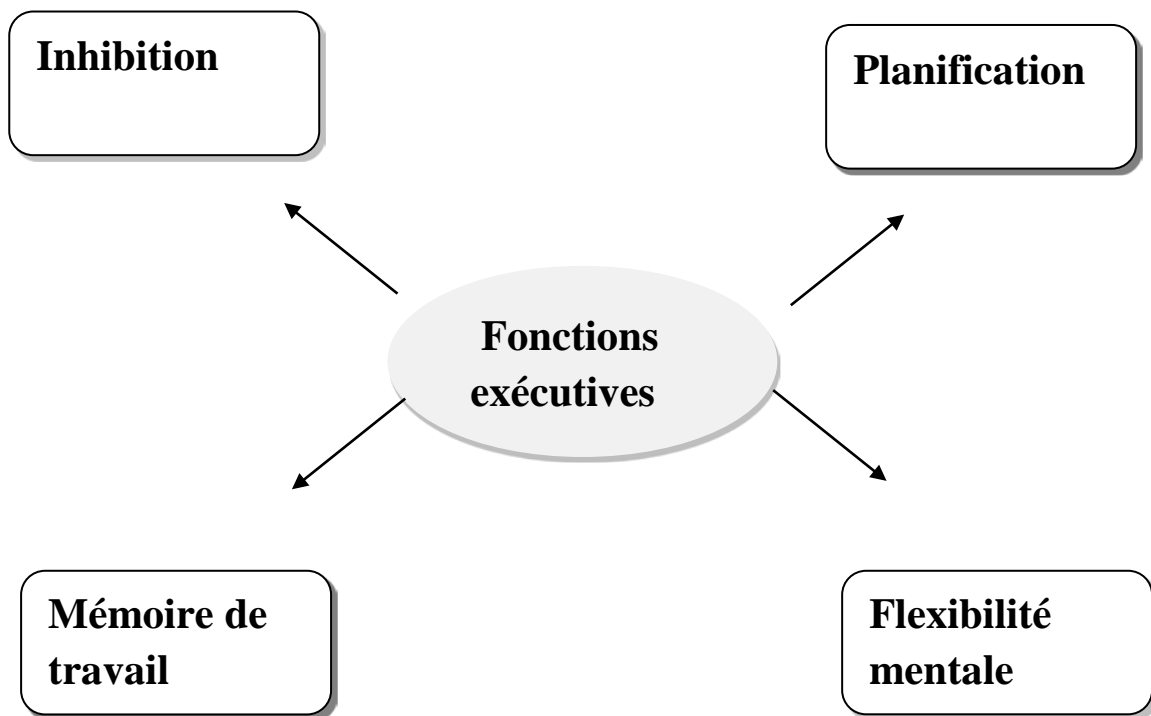 Inhibition
Planification
Fonctions
exécutives
Mémoire de
travail
Flexibilité
mentale